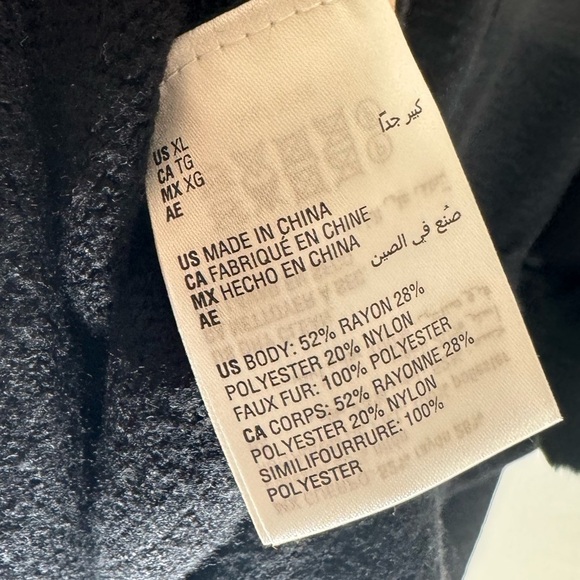 US XL
CA TG
MX XG
AE كبير جدًا
US MADE IN CHINA
CA FABRIQUÉ EN CHINE
MX HECHO EN CHINA
AE صُنع في الصين
US BODY: 52% RAYON 28%
POLYESTER 20% NYLON
FAUX FUR: 100% POLYESTER
CA CORPS: 52% RAYONNE 28%
POLYESTER 20% NYLON
SIMILIFOURRURE: 100%
POLYESTER